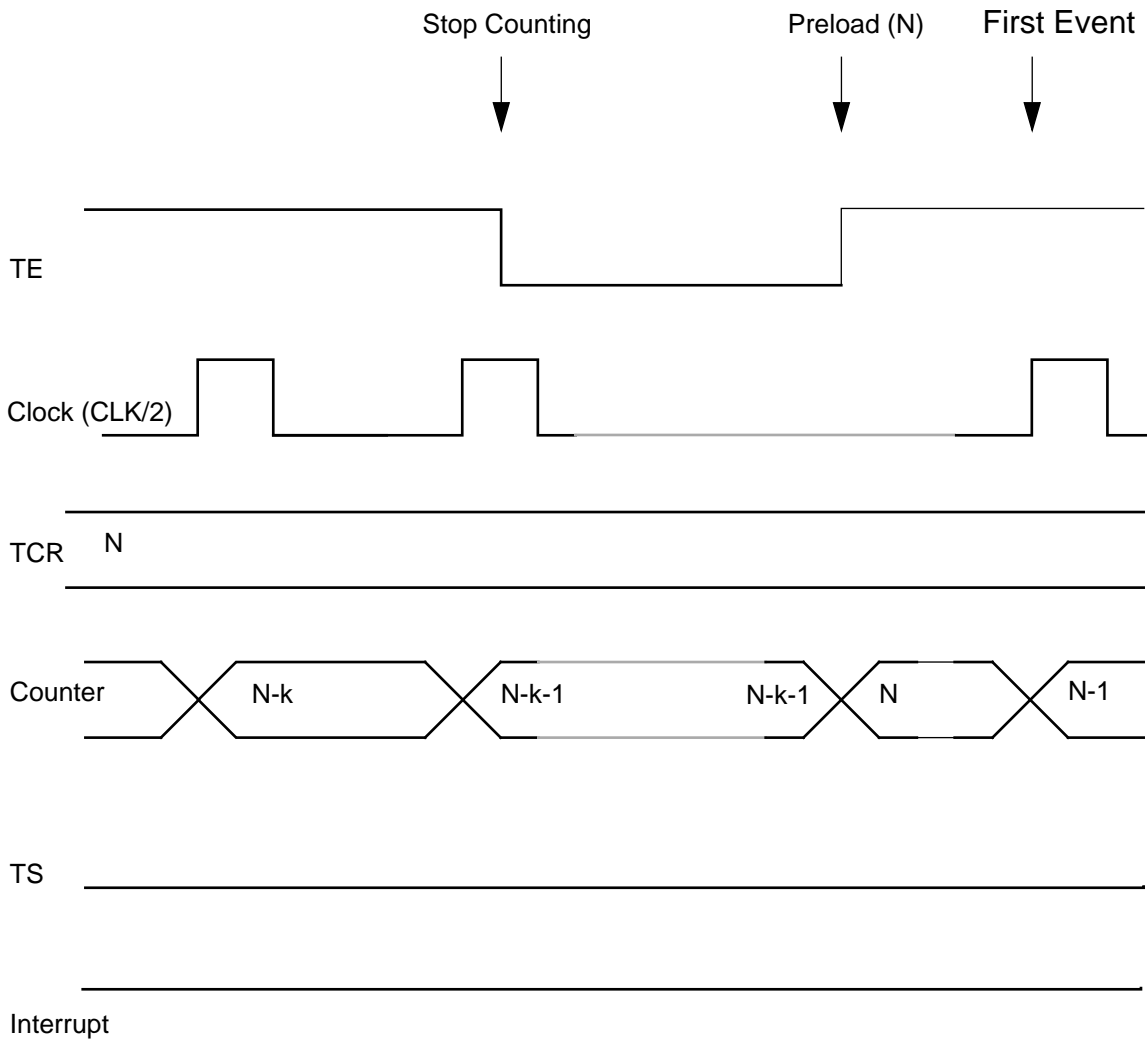 Stop Counting Preload (N) First Event
TE
Clock (CLK/2)
N
TCR
Counter N-k N-k-1 N-k-1 N N-1
TS
Interrupt